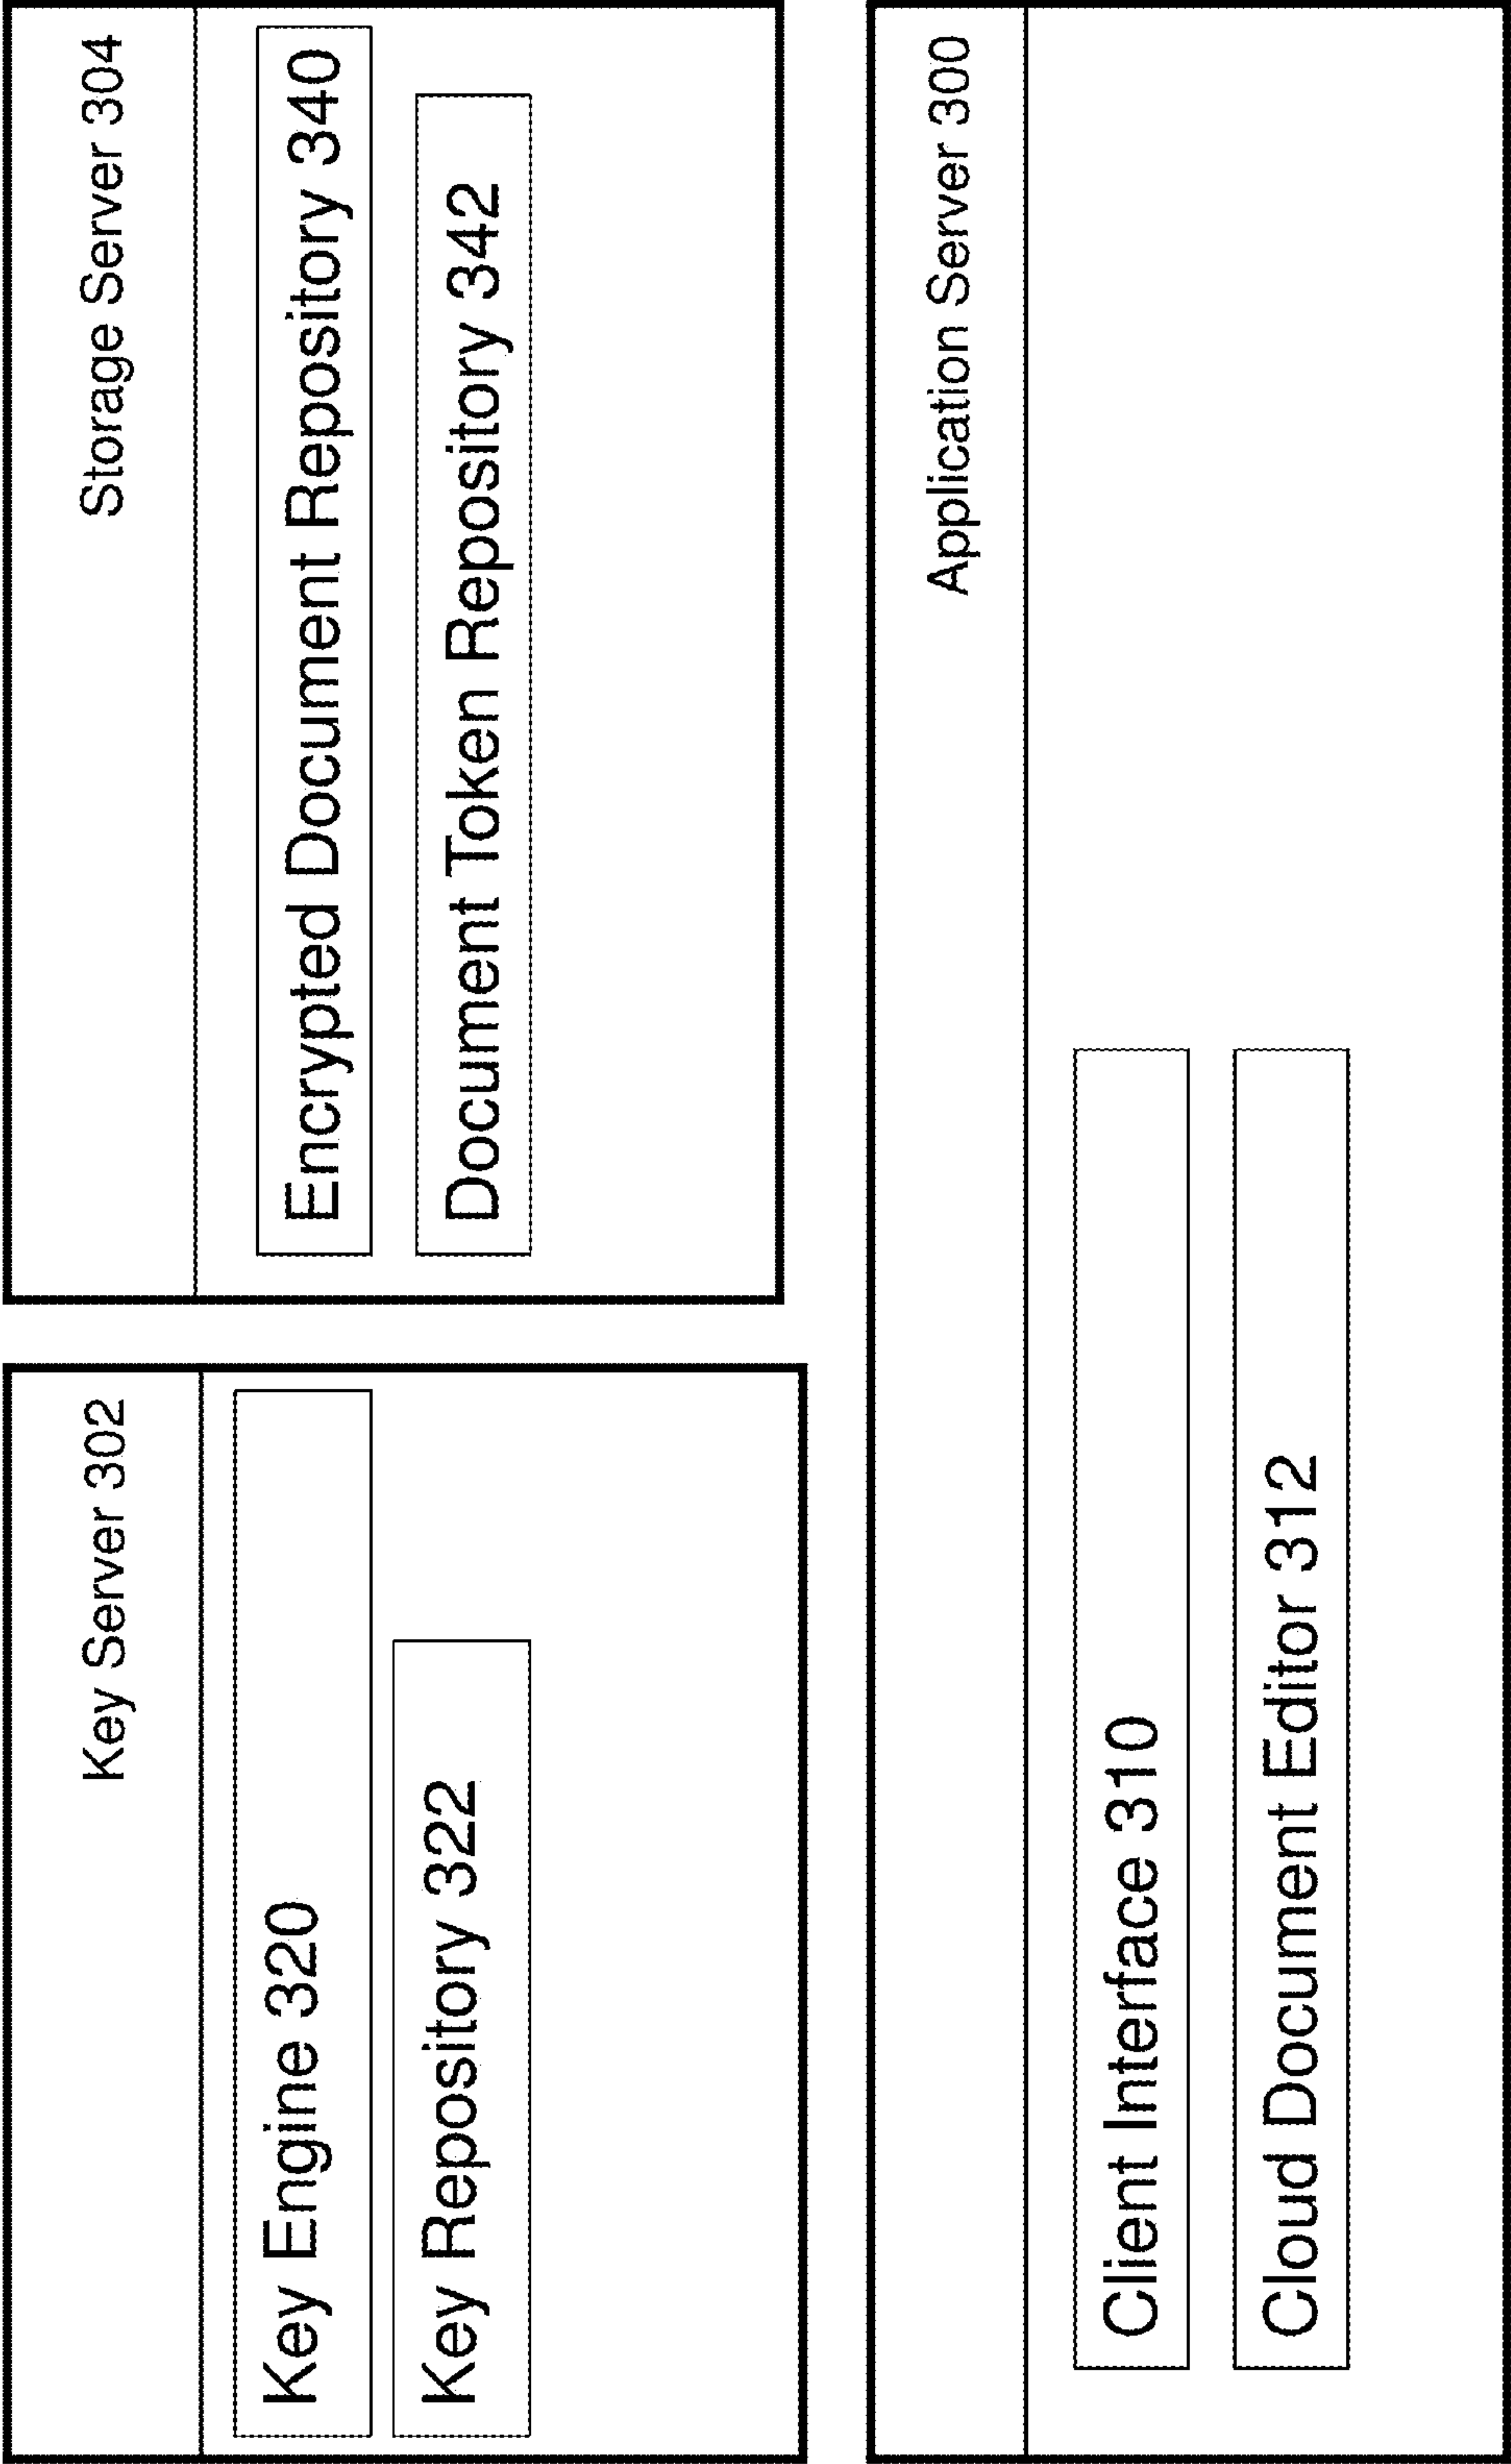 Key Server 302
Key Engine 320
Key Repository 322
Storage Server 304
Encrypted Document Repository 340
Document Token Repository 342
Application Server 300
Client Interface 310
Cloud Document Editor 312